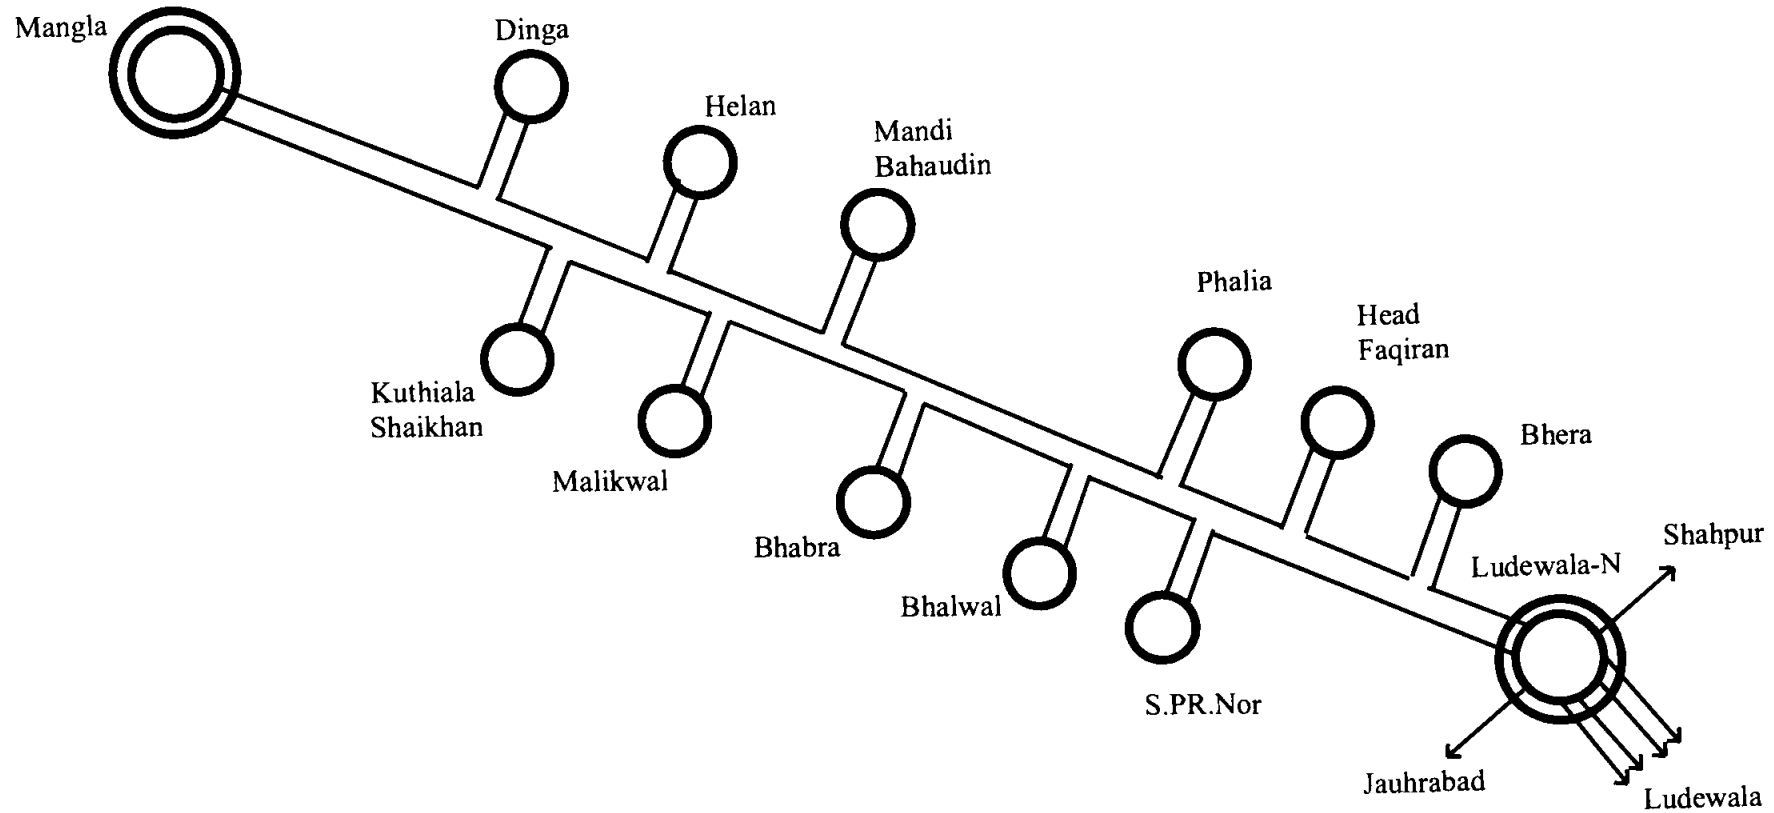 Mangla
Dinga
Helan
Mandi
Bahaudin
Phalia
Head
Faqiran
Kuthiala
Shaikhan
Bhera
Malikwal
Shahpur
Bhabra
Ludewala-N
Bhalwal
S.PR.Nor
Jauhrabad
Ludewala